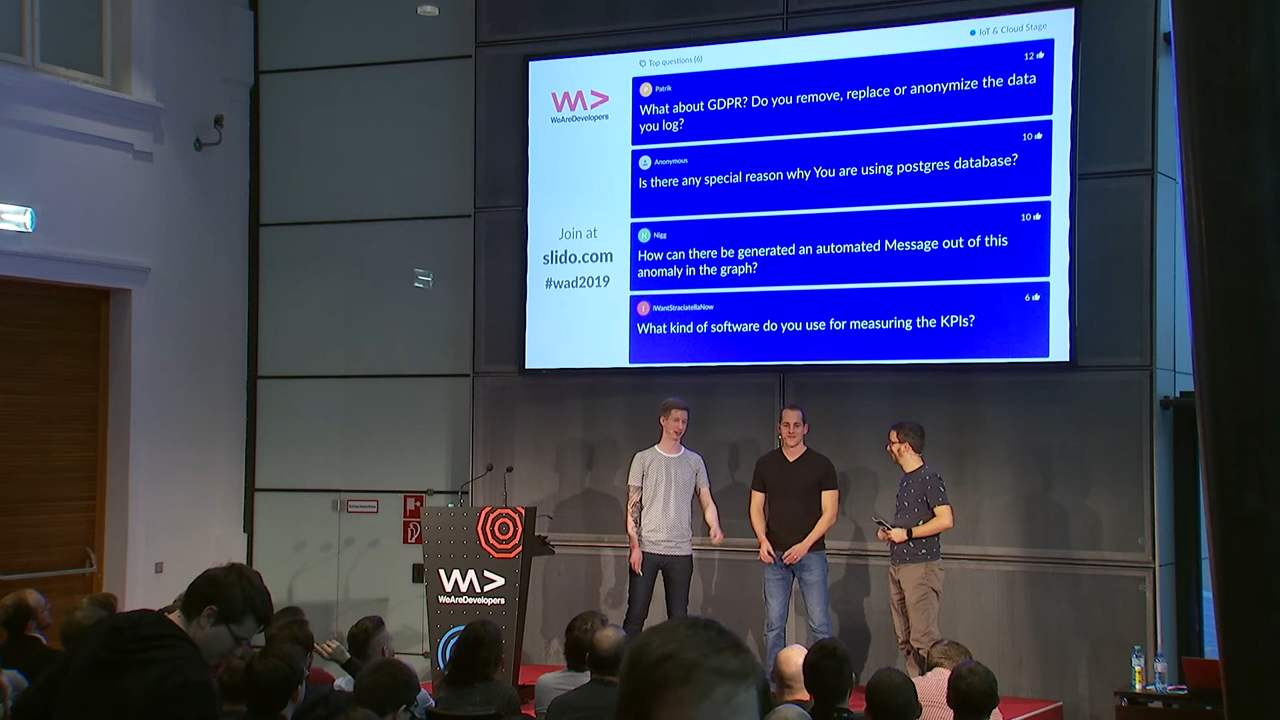 IoT & Cloud Stage
Top questions (6)
WeAreDevelopers
Join at
slido.com
#wad2019
Patrik
12
What about GDPR? Do you remove, replace or anonymize the data
you log?
Anonymous
10
Is there any special reason why You are using postgres database?
Nigg
10
How can there be generated an automated Message out of this
anomaly in the graph?
IWantStraciatellaNow
6
What kind of software do you use for measuring the KPIs?
WeAreDevelopers